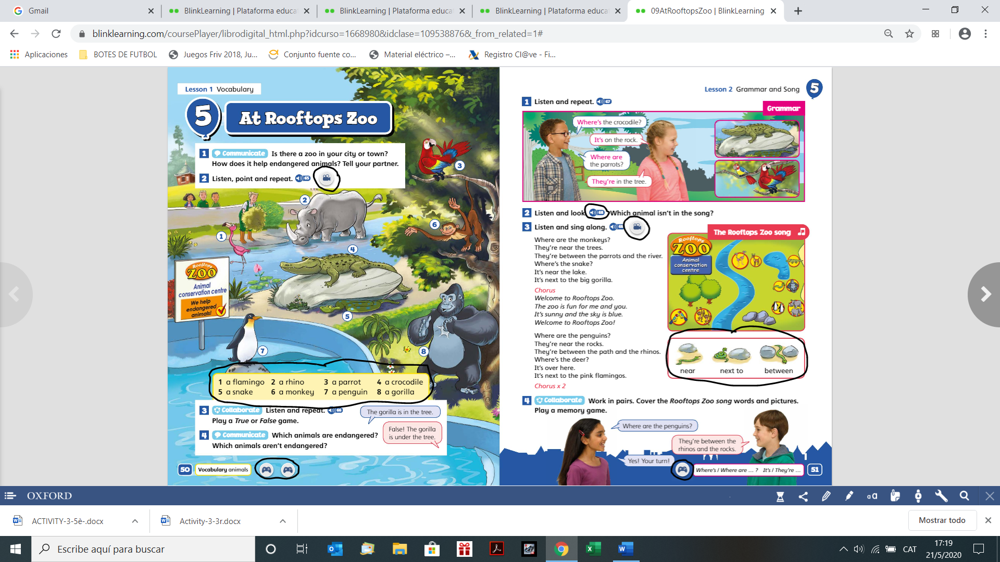 Gmail
BlinkLearning | Plataforma educa
BlinkLearning | Plataforma educa
BlinkLearning | Plataforma educa
09AtRooftopsZoo | BlinkLearning
blinklearning.com/coursePlayer/librodigital_html.php?idcurso=1668980&idclase=109538876&_from_related=1#
Aplicaciones
BOTES DE FUTBOL
Juegos Friv 2018, Ju...
Conjunto fuente co...
Material eléctrico –...
Registro Cl@ve - Fi...
Lesson 1 Vocabulary
5 At Rooftops Zoo
1 Communicate Is there a zoo in your city or town?
How does it help endangered animals? Tell your partner.
2 Listen, point and repeat. 65
3
2
1
6
4
Rooftops
ZOO
Animal
conservation centre
We help
endangered
animals!
5
7
8
1 a flamingo 2 a rhino 3 a parrot 4 a crocodile
5 a snake 6 a monkey 7 a penguin 8 a gorilla
3 Collaborate Listen and repeat. 66
Play a True or False game.
The gorilla is in the tree.
False! The gorilla
is under the tree.
4 Communicate Which animals are endangered?
Which animals aren't endangered?
50 Vocabulary animals
Lesson 2 Grammar and Song 5
1 Listen and repeat. 67
Grammar
Where's the crocodile?
It's on the rock.
Where are
the parrots?
They're in the tree.
2 Listen and look 68 Which animal isn't in the song?
3 Listen and sing along.
The Rooftops Zoo song
Where are the monkeys?
They're near the trees.
They're between the parrots and the river.
Where's the snake?
It's near the lake.
It's next to the big gorilla.
Chorus
Welcome to Rooftops Zoo.
The zoo is fun for me and you.
It's sunny and the sky is blue.
Welcome to Rooftops Zoo!
Where are the penguins?
They're near the rocks.
They're between the path and the rhinos.
Where's the deer?
It's over here.
It's next to the pink flamingos.
Chorus x 2
Rooftops
ZOO
Animal
conservation
centre
near next to between
4 Collaborate Work in pairs. Cover the Rooftops Zoo song words and pictures.
Play a memory game.
Where are the penguins?
They're between the
rhinos and the rocks.
Yes! Your turn!
Where's / Where are ... ? It's / They're ... 51
OXFORD
ACTIVITY-3-5è-.docx
Activity-3-3r.docx
Mostrar todo
Escribe aquí para buscar
CAT
17:19
21/5/2020